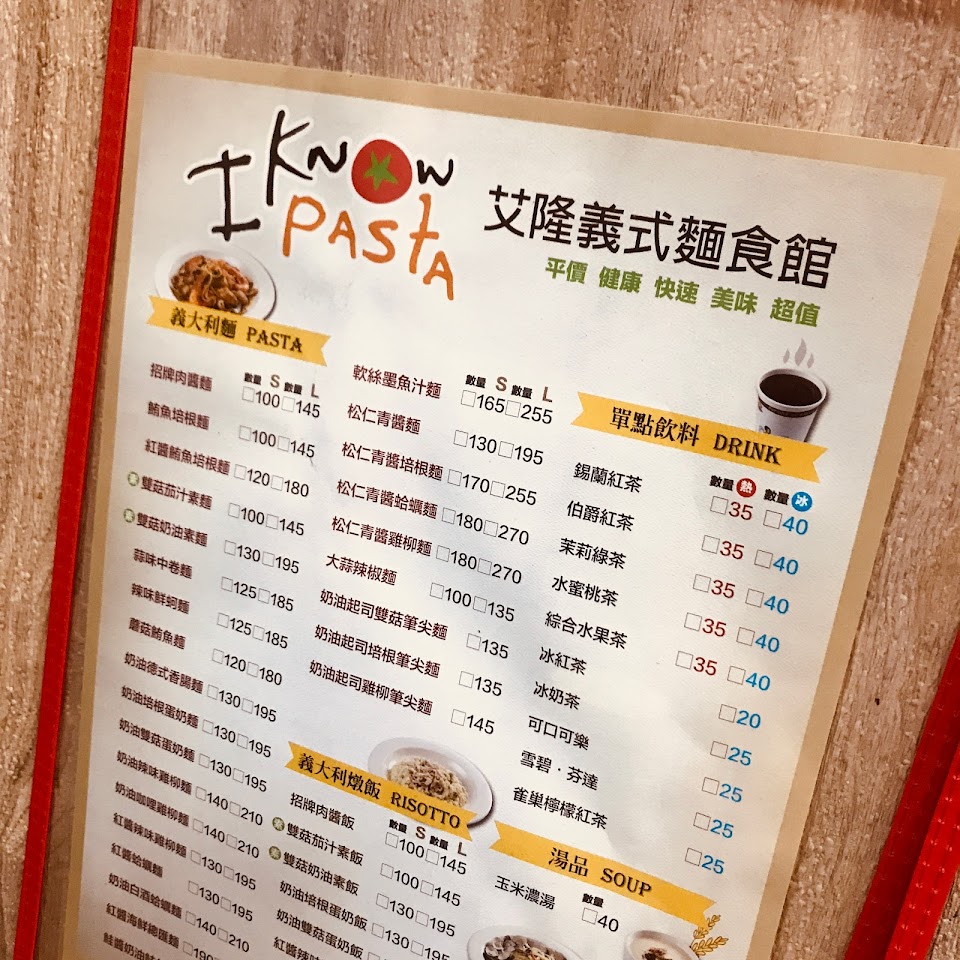 I KNOW PASTA
艾隆義式麵食館
平價 健康 快速 美味 超值
義大利麵 PASTA
數量 S 數量 L
招牌肉醬麵 □100 □145
鮪魚培根麵 □100 □145
紅醬鮪魚培根麵 □120 □180
素 雙菇茄汁素麵 □100 □145
素 雙菇奶油素麵 □130 □195
蒜味中卷麵 □125 □185
辣味鮮蚵麵 □125 □185
蘑菇鮪魚麵 □120 □180
奶油德式香腸麵 □130 □195
奶油培根蛋奶麵 □130 □195
奶油雙菇蛋奶麵 □130 □195
奶油辣味雞柳麵 □140 □210
奶油咖哩雞柳麵 □140 □210
紅醬辣味雞柳麵 □130 □195
紅醬蛤蠣麵 □130 □195
奶油白酒蛤蠣麵 □140 □210
紅醬海鮮總匯麵
鮭醬奶油
數量 S 數量 L
軟絲墨魚汁麵 □165 □255
松仁青醬麵 □130 □195
松仁青醬培根麵 □170 □255
松仁青醬蛤蠣麵 □180 □270
松仁青醬雞柳麵 □180 □270
大蒜辣椒麵 □100 □135
奶油起司雙菇筆尖麵 □135
奶油起司培根筆尖麵 □135
奶油起司雞柳筆尖麵 □145
義大利燉飯 RISOTTO
數量 S 數量 L
招牌肉醬飯 □100 □145
素 雙菇茄汁素飯 □100 □145
素 雙菇奶油素飯 □130 □195
奶油培根蛋奶飯 □130 □195
奶油雙菇蛋奶飯 □130 □195
紅醬辣味
單點飲料 DRINK
數量 熱 數量 冰
錫蘭紅茶 □35 □40
伯爵紅茶 □35 □40
茉莉綠茶 □35 □40
水蜜桃茶 □35 □40
綜合水果茶 □35 □40
冰紅茶 □20
冰奶茶 □25
可口可樂 □25
雪碧．芬達 □25
雀巢檸檬紅茶 □25
湯品 SOUP
數量
玉米濃湯 □40